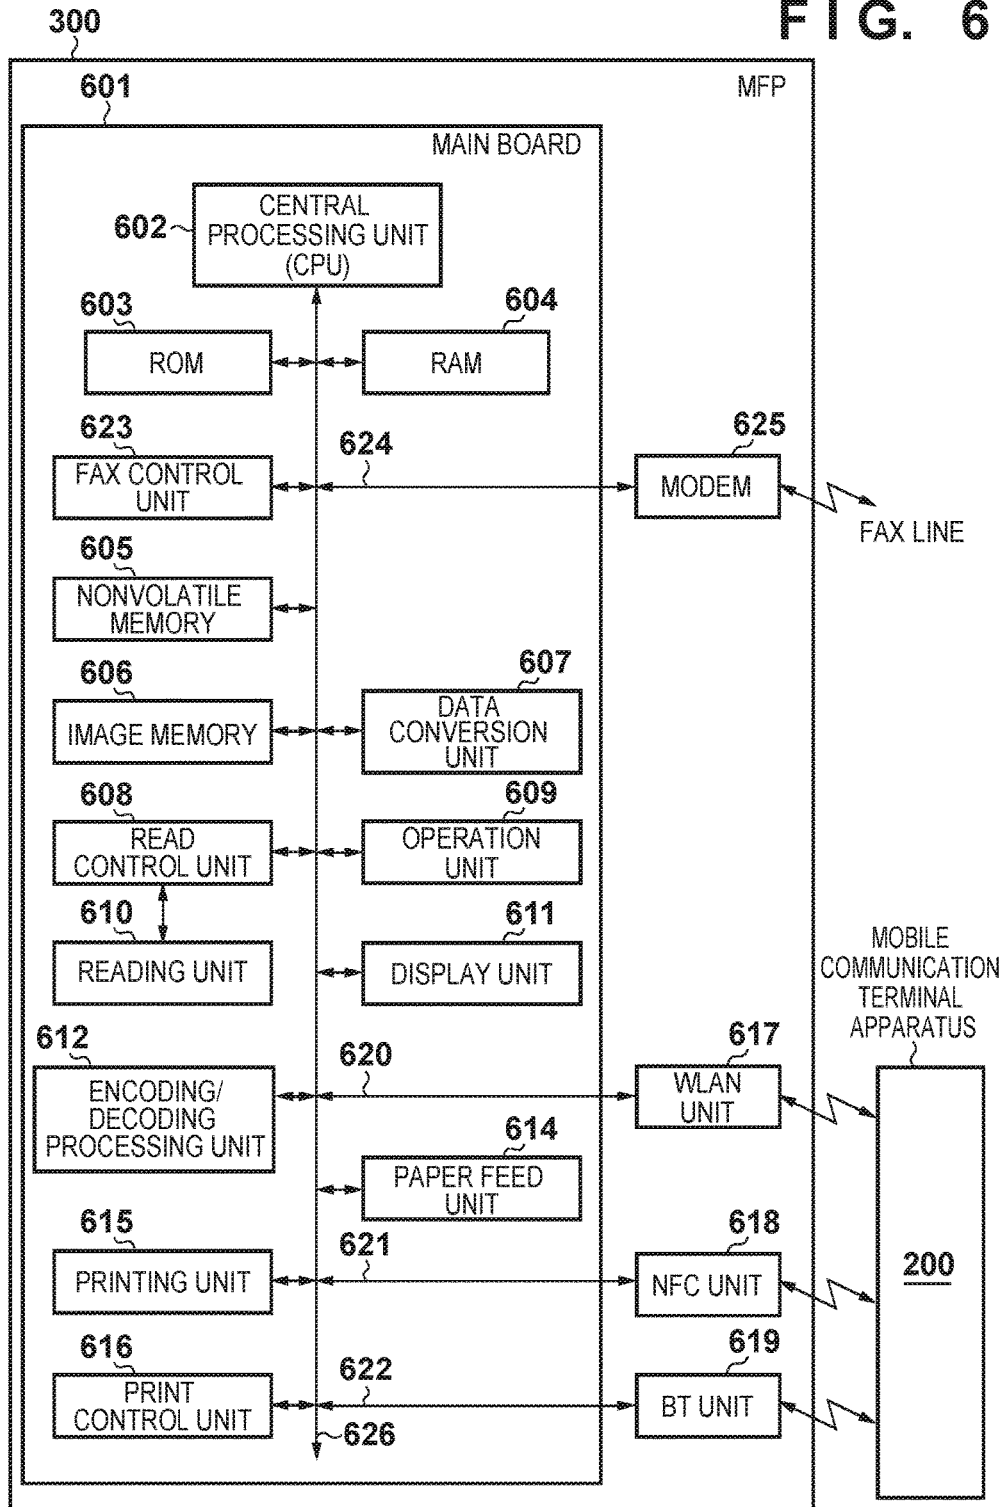 FIG. 6
300
MFP
601
MAIN BOARD
602
CENTRAL
PROCESSING UNIT
(CPU)
603
ROM
604
RAM
623
FAX CONTROL
UNIT
624
625
MODEM
FAX LINE
605
NONVOLATILE
MEMORY
606
IMAGE MEMORY
607
DATA
CONVERSION
UNIT
608
READ
CONTROL UNIT
609
OPERATION
UNIT
610
READING UNIT
611
DISPLAY UNIT
MOBILE
COMMUNICATION
TERMINAL
APPARATUS
612
ENCODING/
DECODING
PROCESSING UNIT
620
617
WLAN
UNIT
614
PAPER FEED
UNIT
615
PRINTING UNIT
621
618
NFC UNIT
200
616
PRINT
CONTROL UNIT
622
619
BT UNIT
626